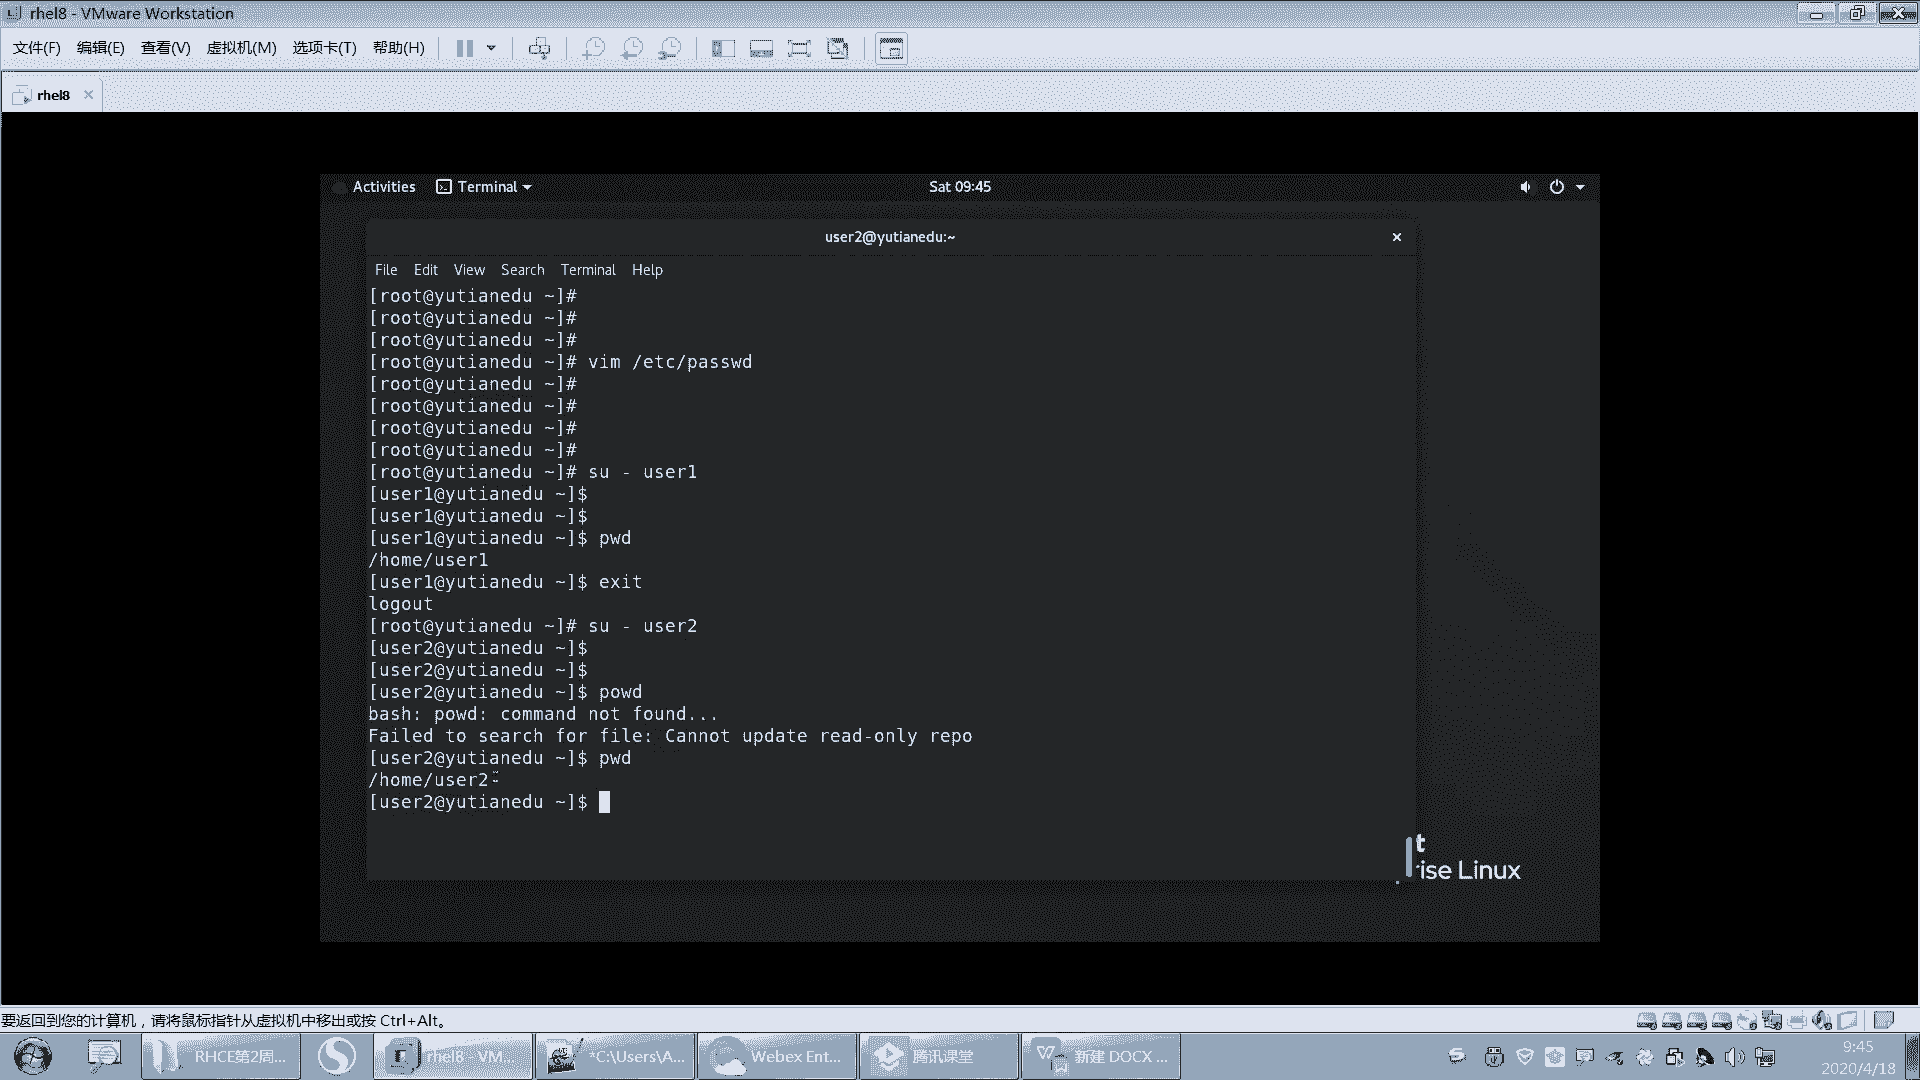 rhel8 - VMware Workstation
文件(F) 编辑(E) 查看(V) 虚拟机(M) 选项卡(T) 帮助(H)
rhel8
Activities Terminal Sat 09:45
user2@yutianedu:~
File Edit View Search Terminal Help
[root@yutianedu ~]#
[root@yutianedu ~]#
[root@yutianedu ~]#
[root@yutianedu ~]# vim /etc/passwd
[root@yutianedu ~]#
[root@yutianedu ~]#
[root@yutianedu ~]#
[root@yutianedu ~]#
[root@yutianedu ~]# su - user1
[user1@yutianedu ~]$
[user1@yutianedu ~]$
[user1@yutianedu ~]$ pwd
/home/user1
[user1@yutianedu ~]$ exit
logout
[root@yutianedu ~]# su - user2
[user2@yutianedu ~]$
[user2@yutianedu ~]$
[user2@yutianedu ~]$ powd
bash: powd: command not found...
Failed to search for file: Cannot update read-only repo
[user2@yutianedu ~]$ pwd
/home/user2
[user2@yutianedu ~]$
t
rise Linux
要返回到您的计算机，请将鼠标指针从虚拟机中移出或按 Ctrl+Alt。
RHCE第2周... rhel8 - VM... *C:\Users\A... Webex Ent... 腾讯课堂 新建 DOCX ...
9:45
2020/4/18